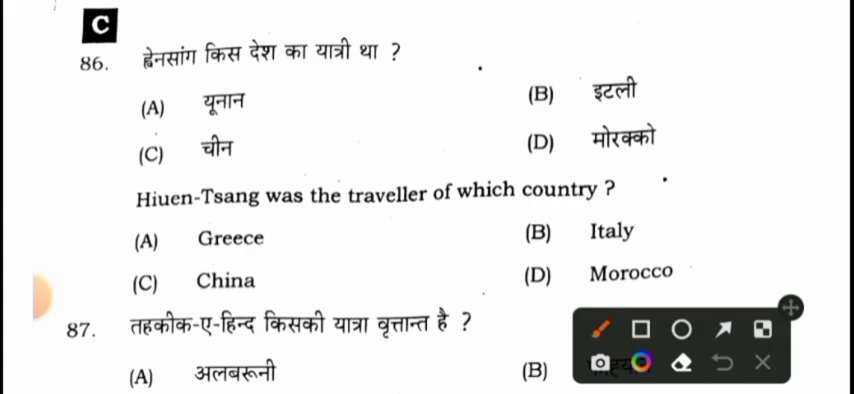 C
86. ह्वेनसांग किस देश का यात्री था ?
(A) यूनान (B) इटली
(C) चीन (D) मोरक्को
Hiuen-Tsang was the traveller of which country ?
(A) Greece (B) Italy
(C) China (D) Morocco
87. तहकीक-ए-हिन्द किसकी यात्रा वृत्तान्त है ?
(A) अलबरूनी (B)